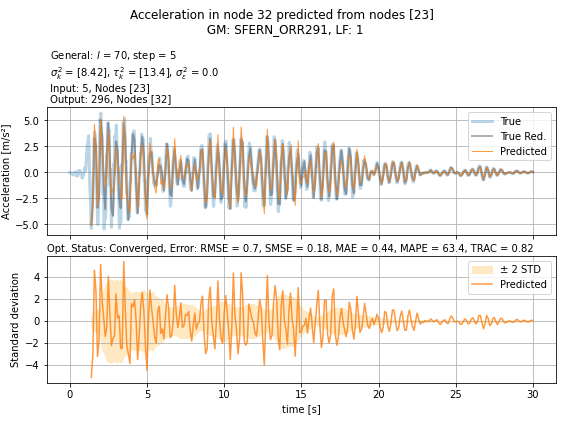 Acceleration in node 32 predicted from nodes [23]
GM: SFERN_ORR291, LF: 1
General: l = 70, step = 5
σ²ₖ = [8.42], τ²ₖ = [13.4], σ²ε = 0.0
Input: 5, Nodes [23]
Output: 296, Nodes [32]
Acceleration [m/s²]
5.0
2.5
0.0
−2.5
−5.0
True
True Red.
Predicted
Opt. Status: Converged, Error: RMSE = 0.7, SMSE = 0.18, MAE = 0.44, MAPE = 63.4, TRAC = 0.82
Standard deviation
4
2
0
−2
−4
± 2 STD
Predicted
0 5 10 15 20 25 30
time [s]